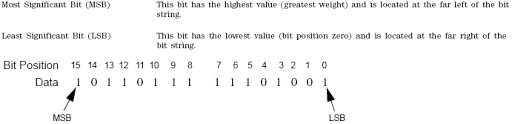 Most Significant Bit (MSB) This bit has the highest value (greatest weight) and is located at the far left of the bit
string.
Least Significant Bit (LSB) This bit has the lowest value (bit position zero) and is located at the far right of the
bit string.
Bit Position 15 14 13 12 11 10 9 8 7 6 5 4 3 2 1 0
Data 1 0 1 1 0 1 1 1 1 1 1 0 1 0 0 1
MSB LSB